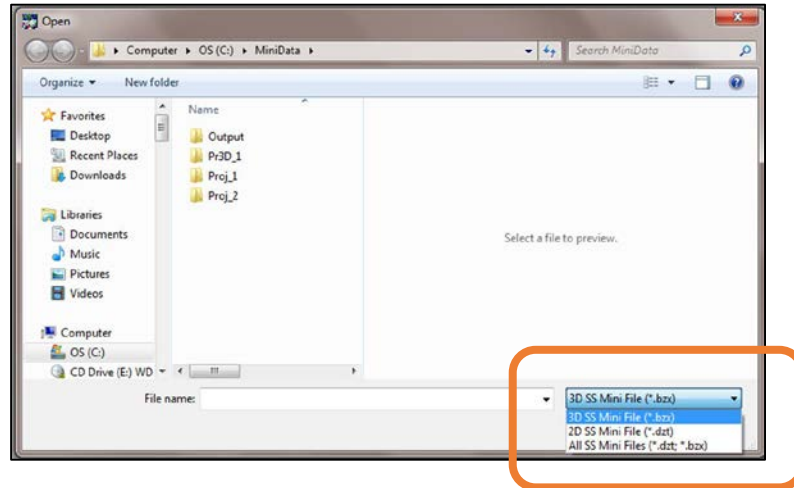 Open
Computer ▸ OS (C:) ▸ MiniData ▸
Search MiniData
Organize
New folder
Favorites
Desktop
Recent Places
Downloads
Libraries
Documents
Music
Pictures
Videos
Computer
OS (C:)
CD Drive (E:) WD
Name
Output
Pr3D_1
Proj_1
Proj_2
Select a file to preview.
File name:
3D SS Mini File (*.bzx)
3D SS Mini File (*.bzx)
2D SS Mini File (*.dzt)
All SS Mini Files (*.dzt; *.bzx)